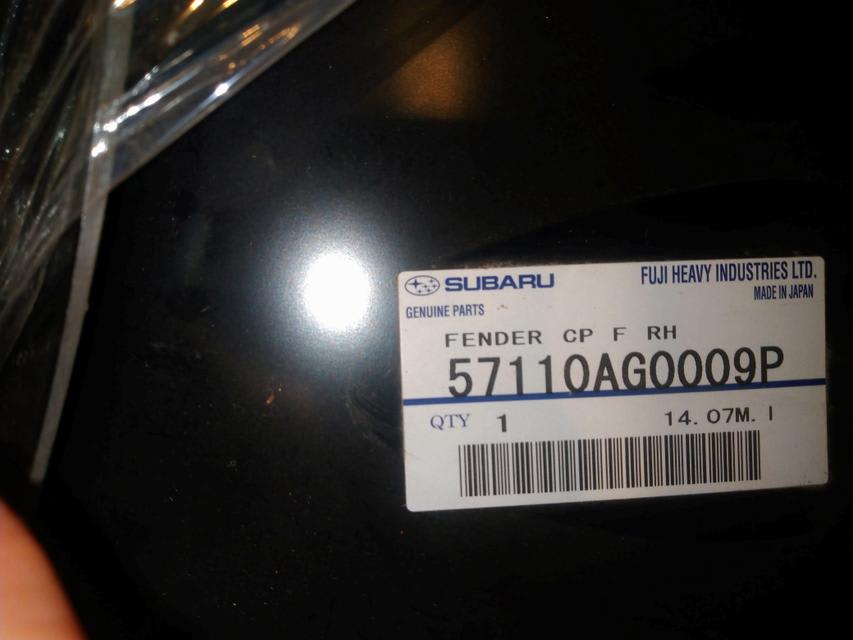 SUBARU
FUJI HEAVY INDUSTRIES LTD.
MADE IN JAPAN
GENUINE PARTS
FENDER CP F RH
57110AG0009P
QTY 1
14. 07M. I